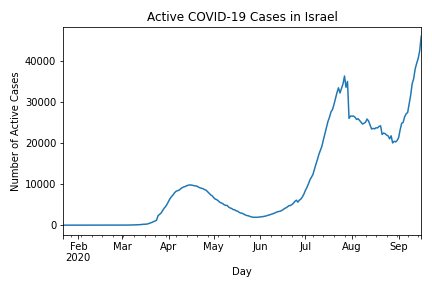 Active COVID-19 Cases in Israel
Number of Active Cases
40000
30000
20000
10000
0
Feb Mar Apr May Jun Jul Aug Sep
2020
Day